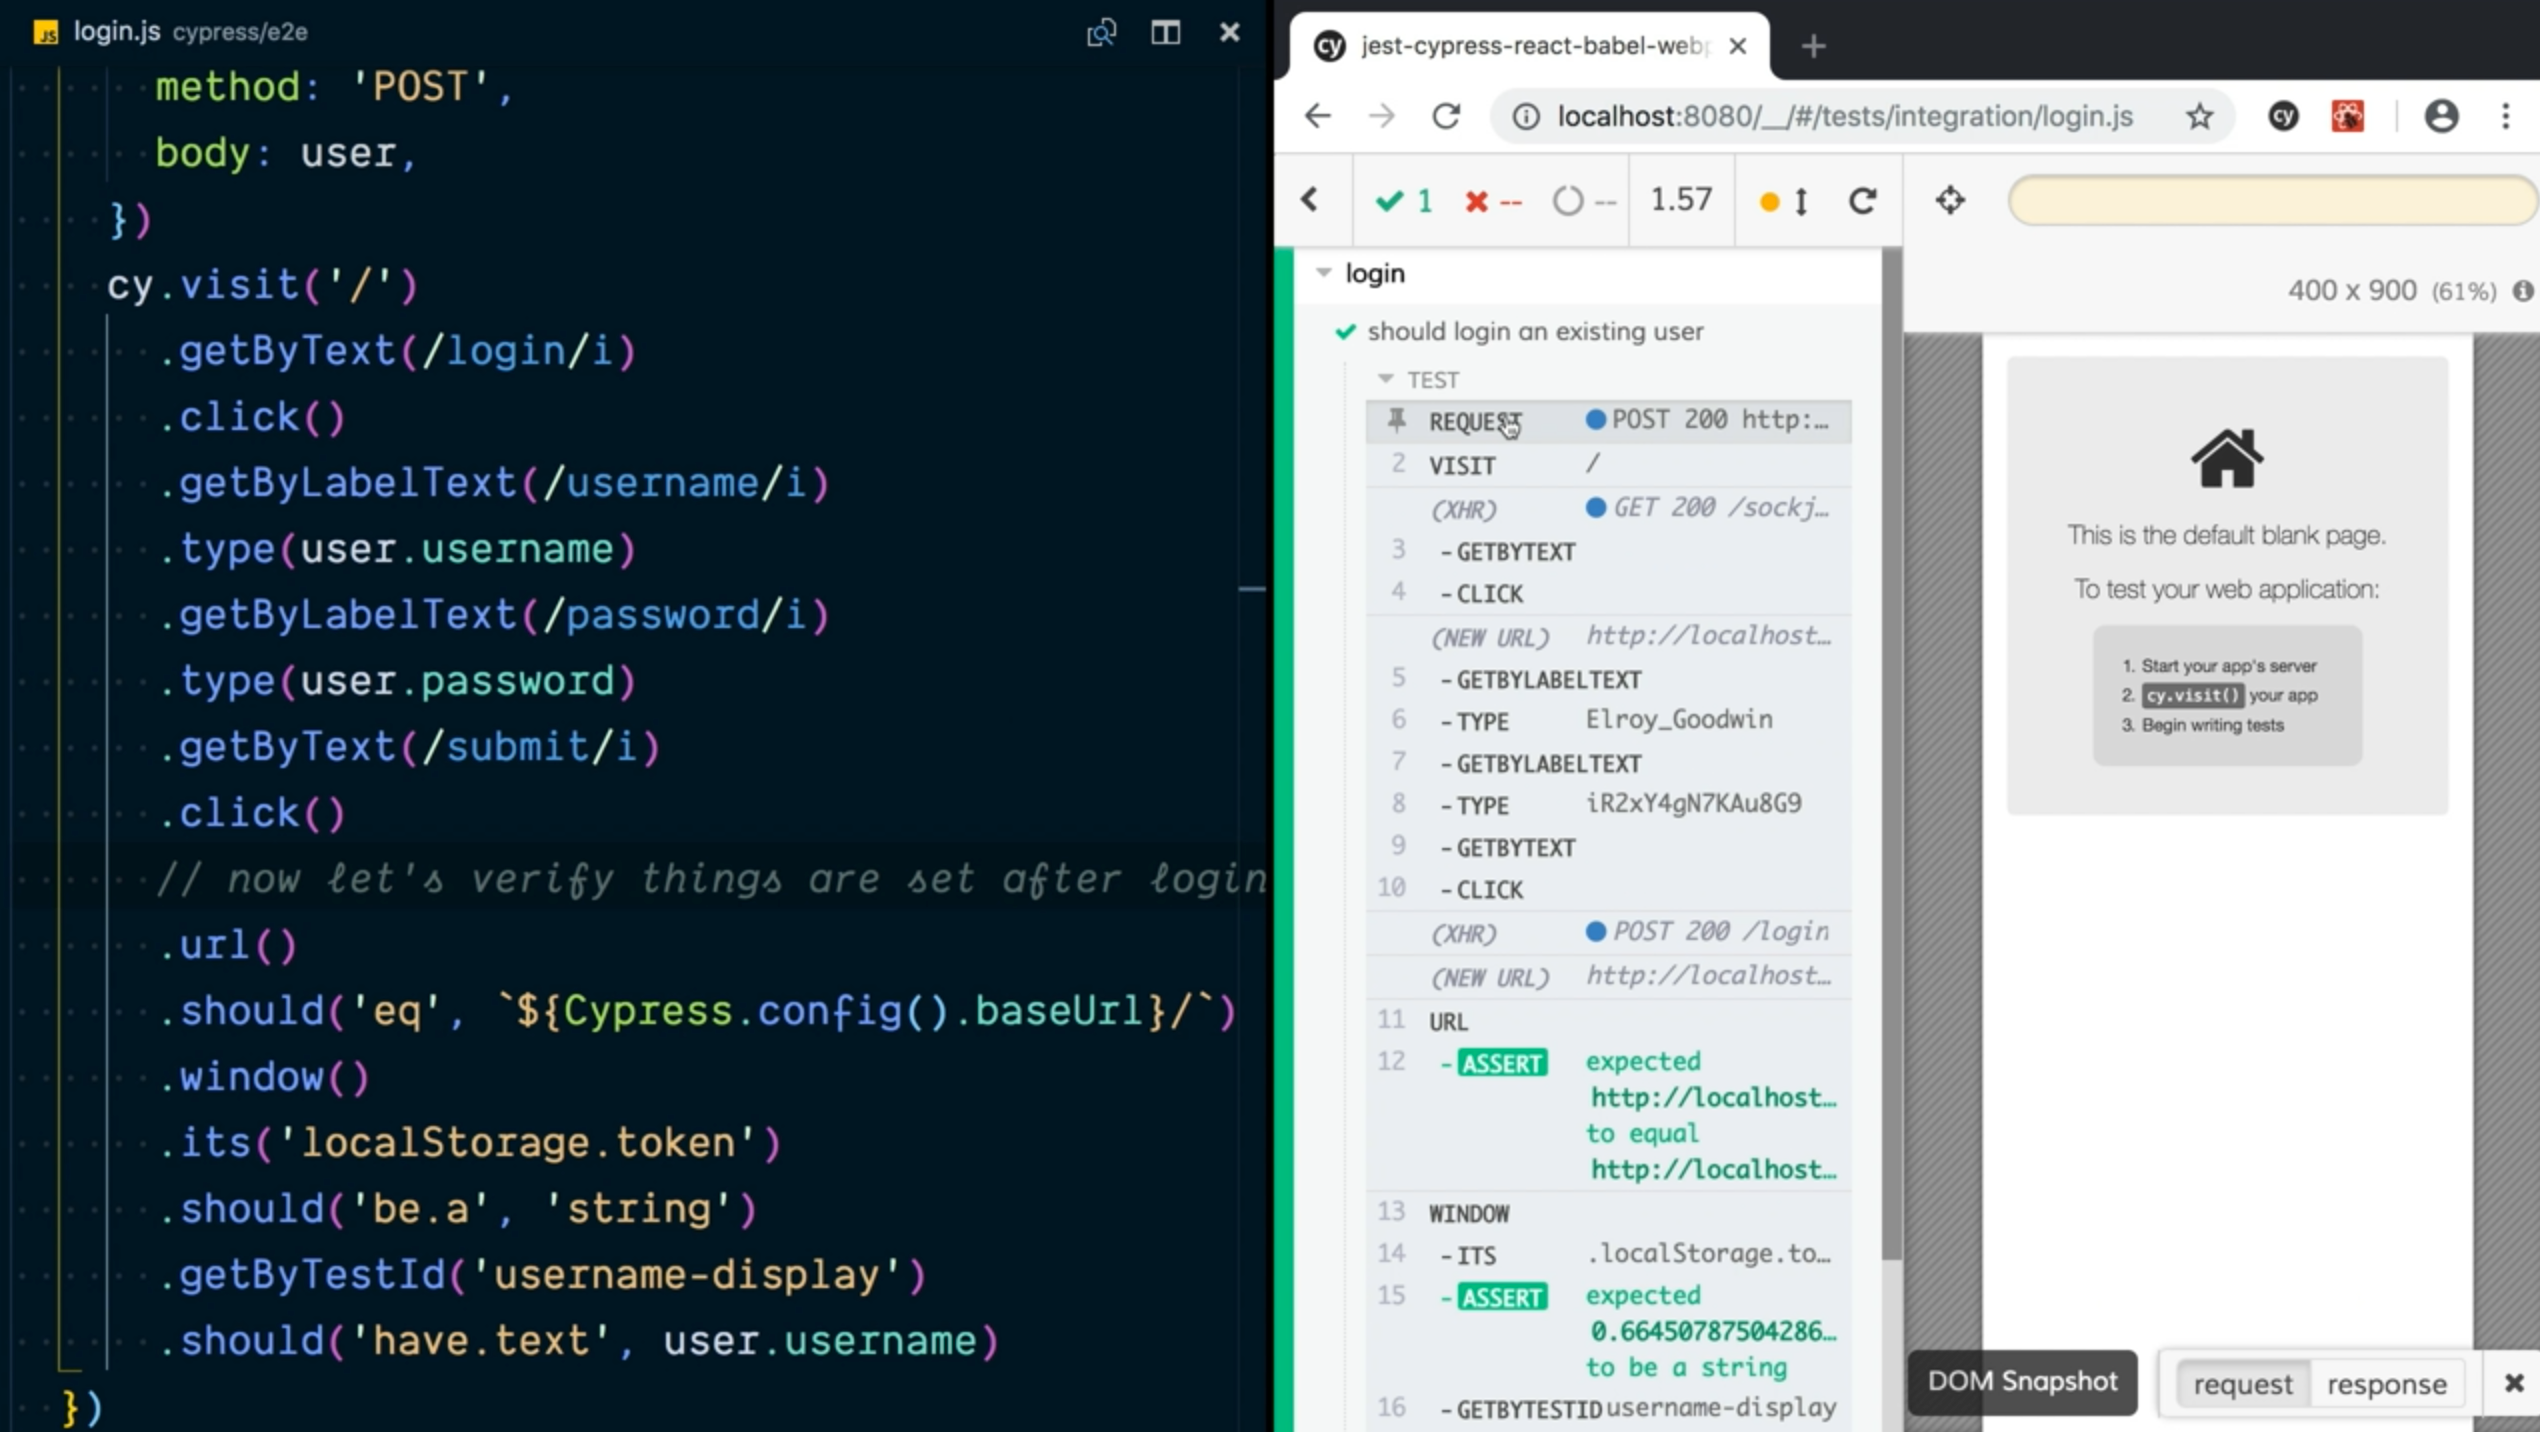 JS login.js cypress/e2e
method: 'POST',
body: user,
})
cy.visit('/')
.getByText(/login/i)
.click()
.getByLabelText(/username/i)
.type(user.username)
.getByLabelText(/password/i)
.type(user.password)
.getByText(/submit/i)
.click()
// now let's verify things are set after login
.url()
.should('eq', `${Cypress.config().baseUrl}/`)
.window()
.its('localStorage.token')
.should('be.a', 'string')
.getByTestId('username-display')
.should('have.text', user.username)
})
cy jest-cypress-react-babel-webp
localhost:8080/__/#/tests/integration/login.js
cy
1 -- -- 1.57
400 x 900 (61%)
login
should login an existing user
TEST
REQUEST POST 200 http:…
2 VISIT /
(XHR) GET 200 /sockj…
3 -GETBYTEXT
4 -CLICK
(NEW URL) http://localhost…
5 -GETBYLABELTEXT
6 -TYPE Elroy_Goodwin
7 -GETBYLABELTEXT
8 -TYPE iR2xY4gN7KAu8G9
9 -GETBYTEXT
10 -CLICK
(XHR) POST 200 /login
(NEW URL) http://localhost…
11 URL
12 -ASSERT expected
http://localhost…
to equal
http://localhost…
13 WINDOW
14 -ITS .localStorage.to…
15 -ASSERT expected
0.66450787504286…
to be a string
16 -GETBYTESTID username-display
This is the default blank page.
To test your web application:
1. Start your app's server
2. cy.visit() your app
3. Begin writing tests
DOM Snapshot
request response